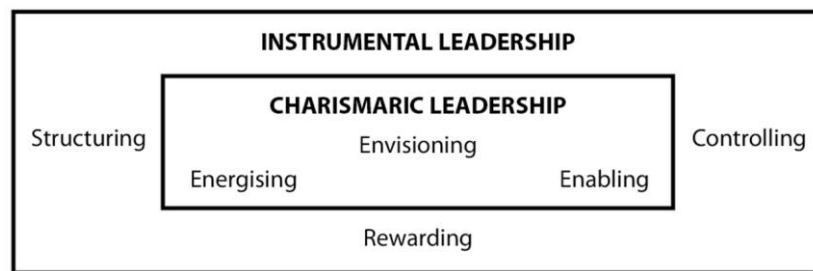 INSTRUMENTAL LEADERSHIP
CHARISMARIC LEADERSHIP
Structuring
Envisioning
Controlling
Energising
Enabling
Rewarding